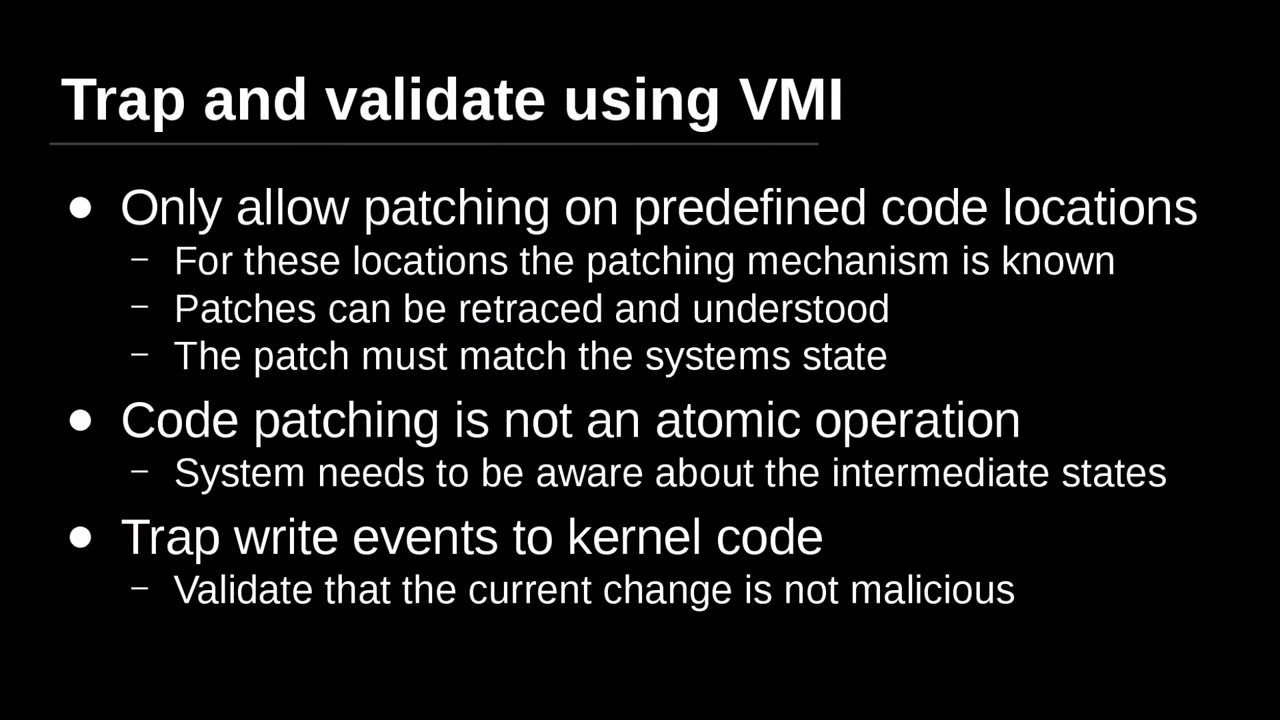 Trap and validate using VMI
● Only allow patching on predefined code locations
– For these locations the patching mechanism is known
– Patches can be retraced and understood
– The patch must match the systems state
● Code patching is not an atomic operation
– System needs to be aware about the intermediate states
● Trap write events to kernel code
– Validate that the current change is not malicious